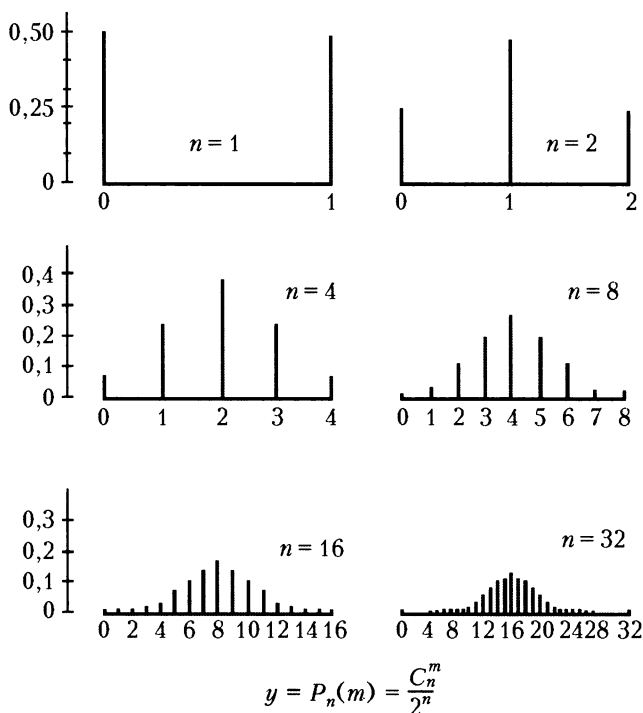 0,50
0,25
0
n = 1
0 1
n = 2
0 1 2
0,4
0,3
0,2
0,1
0
n = 4
0 1 2 3 4
n = 8
0 1 2 3 4 5 6 7 8
0,3
0,2
0,1
0
n = 16
0 2 4 6 8 10 12 14 16
n = 32
0 4 8 12 16 20 24 28 32
y = P_n(m) = C_n^m / 2^n